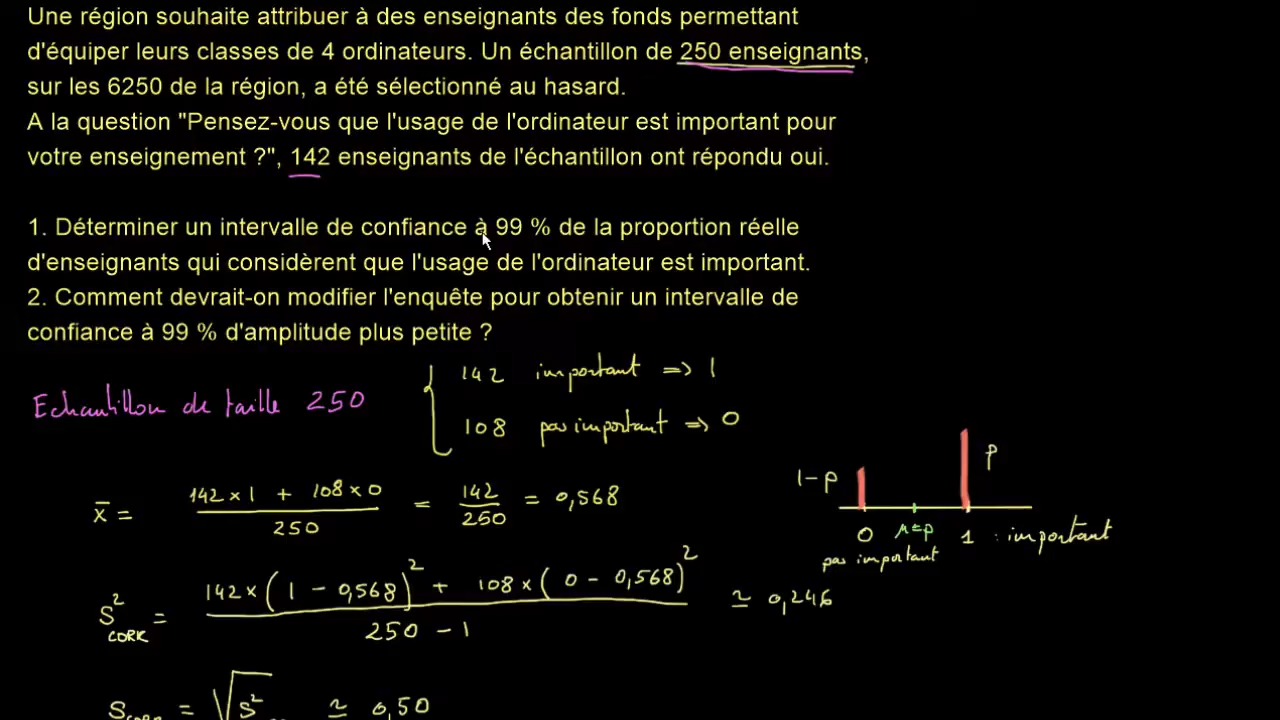 Une région souhaite attribuer à des enseignants des fonds permettant
d'équiper leurs classes de 4 ordinateurs. Un échantillon de 250 enseignants,
sur les 6250 de la région, a été sélectionné au hasard.
A la question "Pensez-vous que l'usage de l'ordinateur est important pour
votre enseignement ?", 142 enseignants de l'échantillon ont répondu oui.
1. Déterminer un intervalle de confiance à 99 % de la proportion réelle
d'enseignants qui considèrent que l'usage de l'ordinateur est important.
2. Comment devrait-on modifier l'enquête pour obtenir un intervalle de
confiance à 99 % d'amplitude plus petite ?
Echantillon de taille 250
142 important => 1
108 pas important => 0
x̄ = (142 × 1 + 108 × 0) / 250 = 142 / 250 = 0,568
1-p
p
0 μ=p 1 : important
pas important
S²CORR = (142 × (1 - 0,568)² + 108 × (0 - 0,568)²) / (250 - 1) ≃ 0,246
SCORR = √S² ≃ 0,50